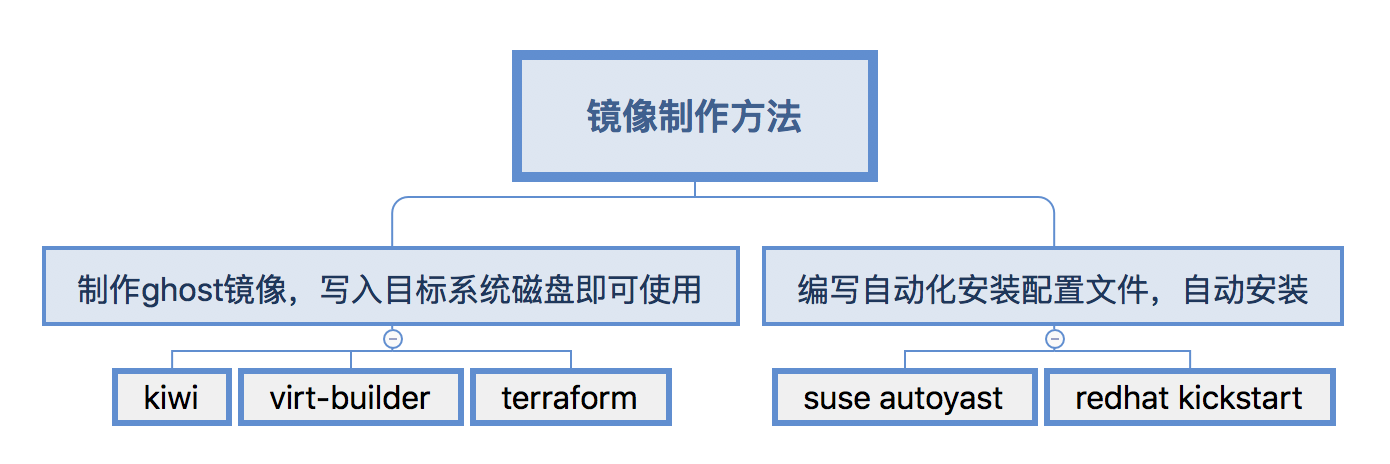 镜像制作方法
制作ghost镜像，写入目标系统磁盘即可使用
编写自动化安装配置文件，自动安装
kiwi
virt-builder
terraform
suse autoyast
redhat kickstart